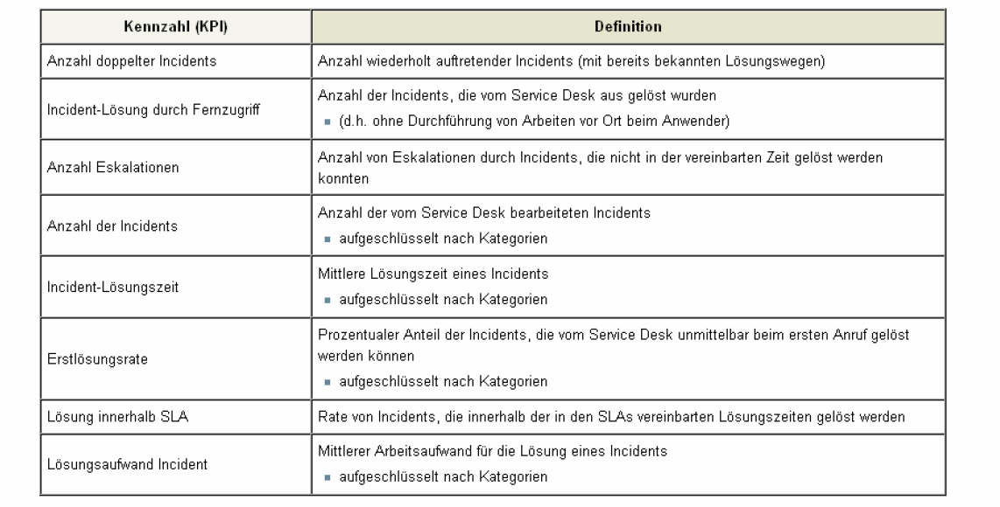 Kennzahl (KPI) Definition
Anzahl doppelter Incidents Anzahl wiederholt auftretender Incidents (mit bereits bekannten Lösungswegen)
Incident-Lösung durch Fernzugriff
Anzahl der Incidents, die vom Service Desk aus gelöst wurden
(d.h. ohne Durchführung von Arbeiten vor Ort beim Anwender)
Anzahl Eskalationen
Anzahl von Eskalationen durch Incidents, die nicht in der vereinbarten Zeit gelöst werden
konnten
Anzahl der Incidents
Anzahl der vom Service Desk bearbeiteten Incidents
aufgeschlüsselt nach Kategorien
Incident-Lösungszeit
Mittlere Lösungszeit eines Incidents
aufgeschlüsselt nach Kategorien
Erstlösungsrate
Prozentualer Anteil der Incidents, die vom Service Desk unmittelbar beim ersten Anruf gelöst
werden können
aufgeschlüsselt nach Kategorien
Lösung innerhalb SLA Rate von Incidents, die innerhalb der in den SLAs vereinbarten Lösungszeiten gelöst werden
Lösungsaufwand Incident
Mittlerer Arbeitsaufwand für die Lösung eines Incidents
aufgeschlüsselt nach Kategorien